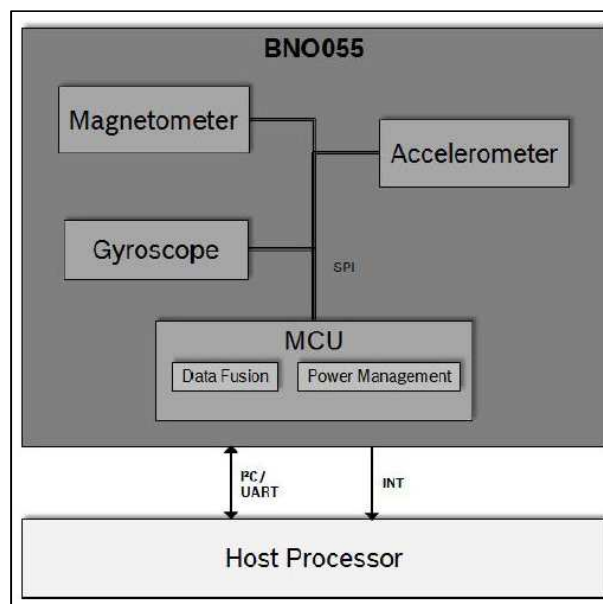 BNO055
Magnetometer
Accelerometer
Gyroscope
SPI
MCU
Data Fusion
Power Management
I²C/
UART
INT
Host Processor